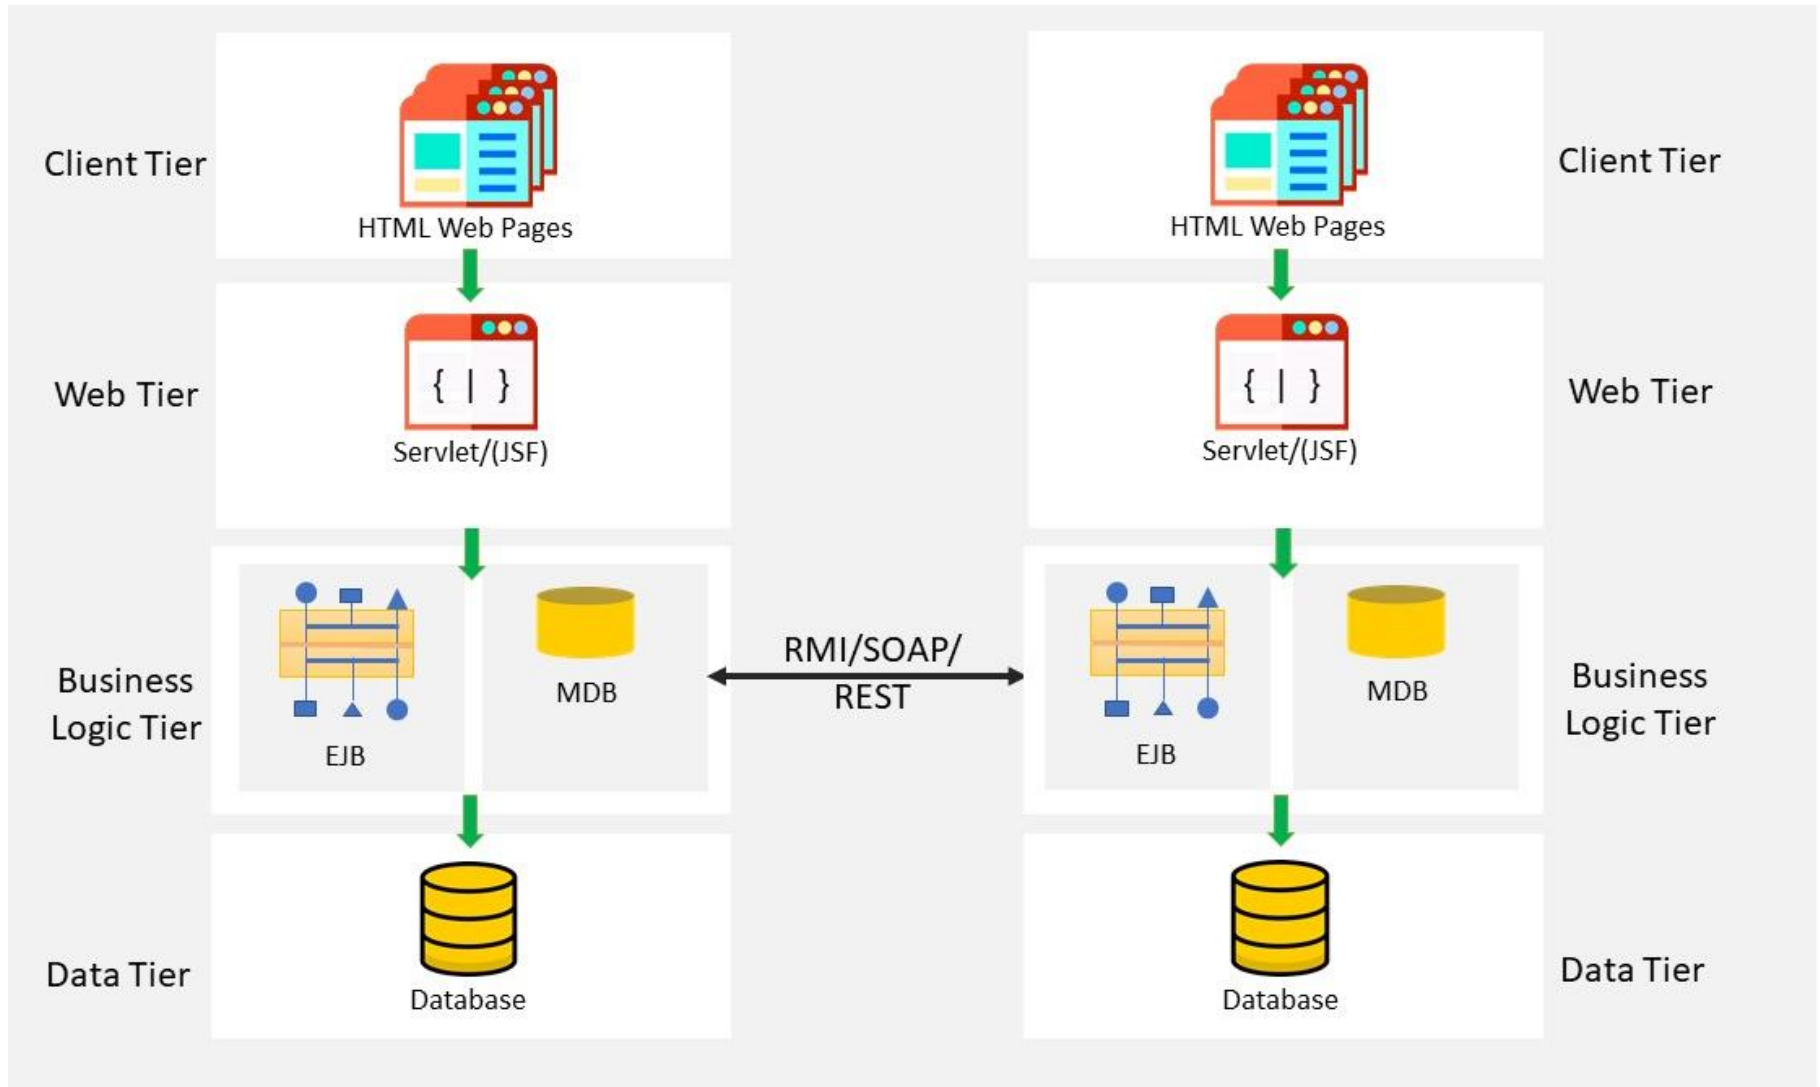 Client Tier
HTML Web Pages
Web Tier
{ | }
Servlet/(JSF)
Business
Logic Tier
EJB
MDB
Data Tier
Database
RMI/SOAP/
REST
HTML Web Pages
Client Tier
{ | }
Servlet/(JSF)
Web Tier
EJB
MDB
Business
Logic Tier
Database
Data Tier